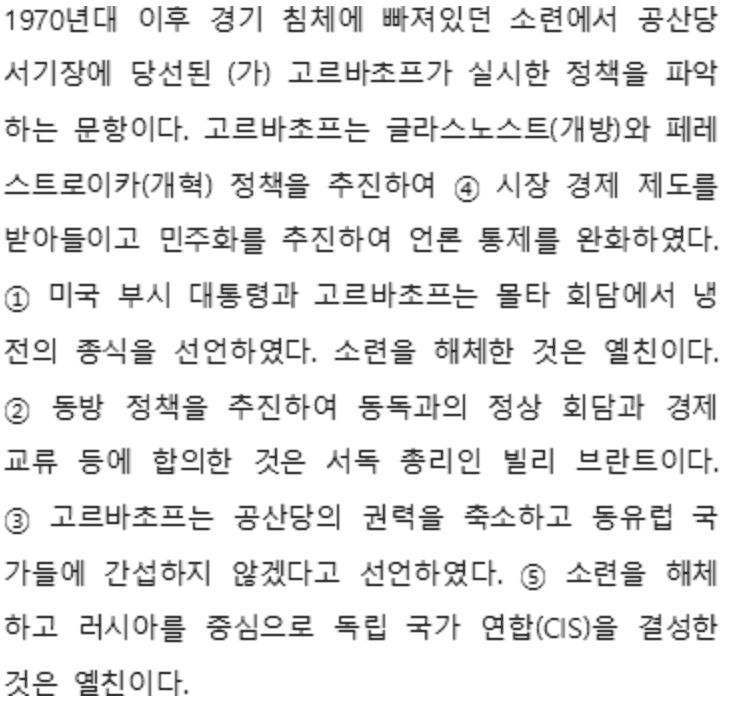 1970년대 이후 경기 침체에 빠져있던 소련에서 공산당
서기장에 당선된 (가) 고르바초프가 실시한 정책을 파악
하는 문항이다. 고르바초프는 글라스노스트(개방)와 페레
스트로이카(개혁) 정책을 추진하여 ④ 시장 경제 제도를
받아들이고 민주화를 추진하여 언론 통제를 완화하였다.
① 미국 부시 대통령과 고르바초프는 몰타 회담에서 냉
전의 종식을 선언하였다. 소련을 해체한 것은 옐친이다.
② 동방 정책을 추진하여 동독과의 정상 회담과 경제
교류 등에 합의한 것은 서독 총리인 빌리 브란트이다.
③ 고르바초프는 공산당의 권력을 축소하고 동유럽 국
가들에 간섭하지 않겠다고 선언하였다. ⑤ 소련을 해체
하고 러시아를 중심으로 독립 국가 연합(CIS)을 결성한
것은 옐친이다.